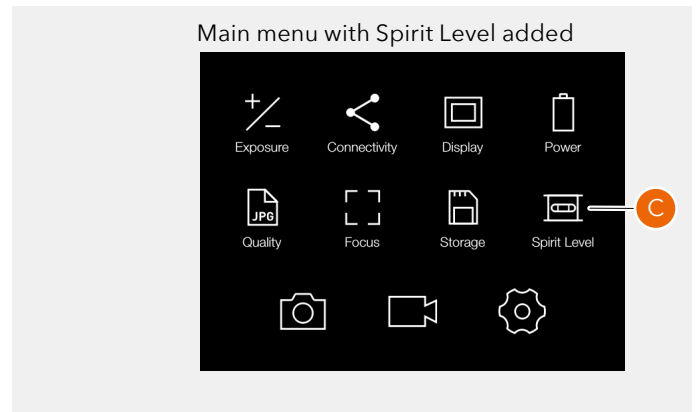 Main menu with Spirit Level added
Exposure Connectivity Display Power
JPG
Quality Focus Storage Spirit Level
C